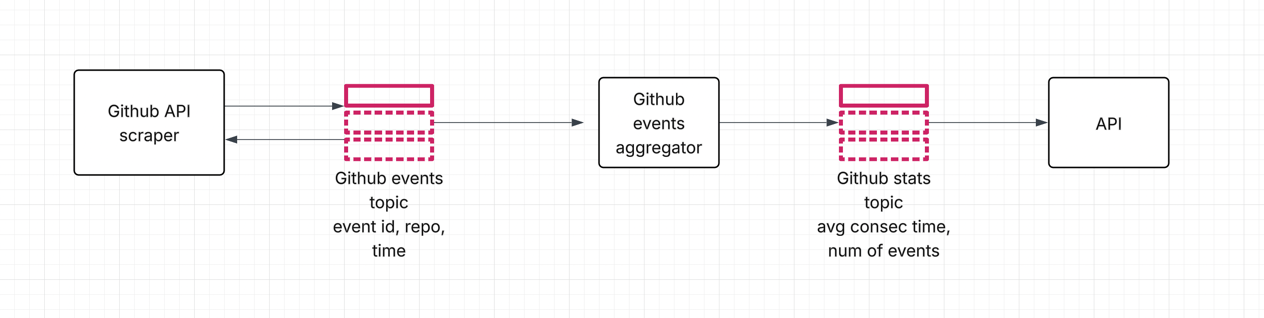 Github API
scraper
Github events
topic
event id, repo,
time
Github
events
aggregator
Github stats
topic
avg consec time,
num of events
API